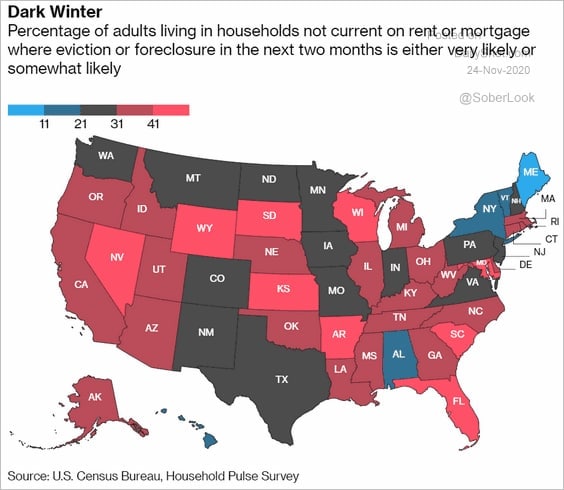 Dark Winter
Percentage of adults living in households not current on rent or mortgage
where eviction or foreclosure in the next two months is either very likely or
somewhat likely
Posted on
24-Nov-2020
@SoberLook
11 21 31 41
WA
MT
ND
MN
OR
ID
WY
SD
WI
MI
NY
VT
NH
ME
MA
RI
CT
NJ
DE
NV
UT
CO
NE
IA
IL
IN
OH
PA
MD
WV
VA
CA
AZ
NM
KS
MO
KY
NC
TN
OK
AR
SC
TX
LA
MS
AL
GA
FL
AK
Source: U.S. Census Bureau, Household Pulse Survey